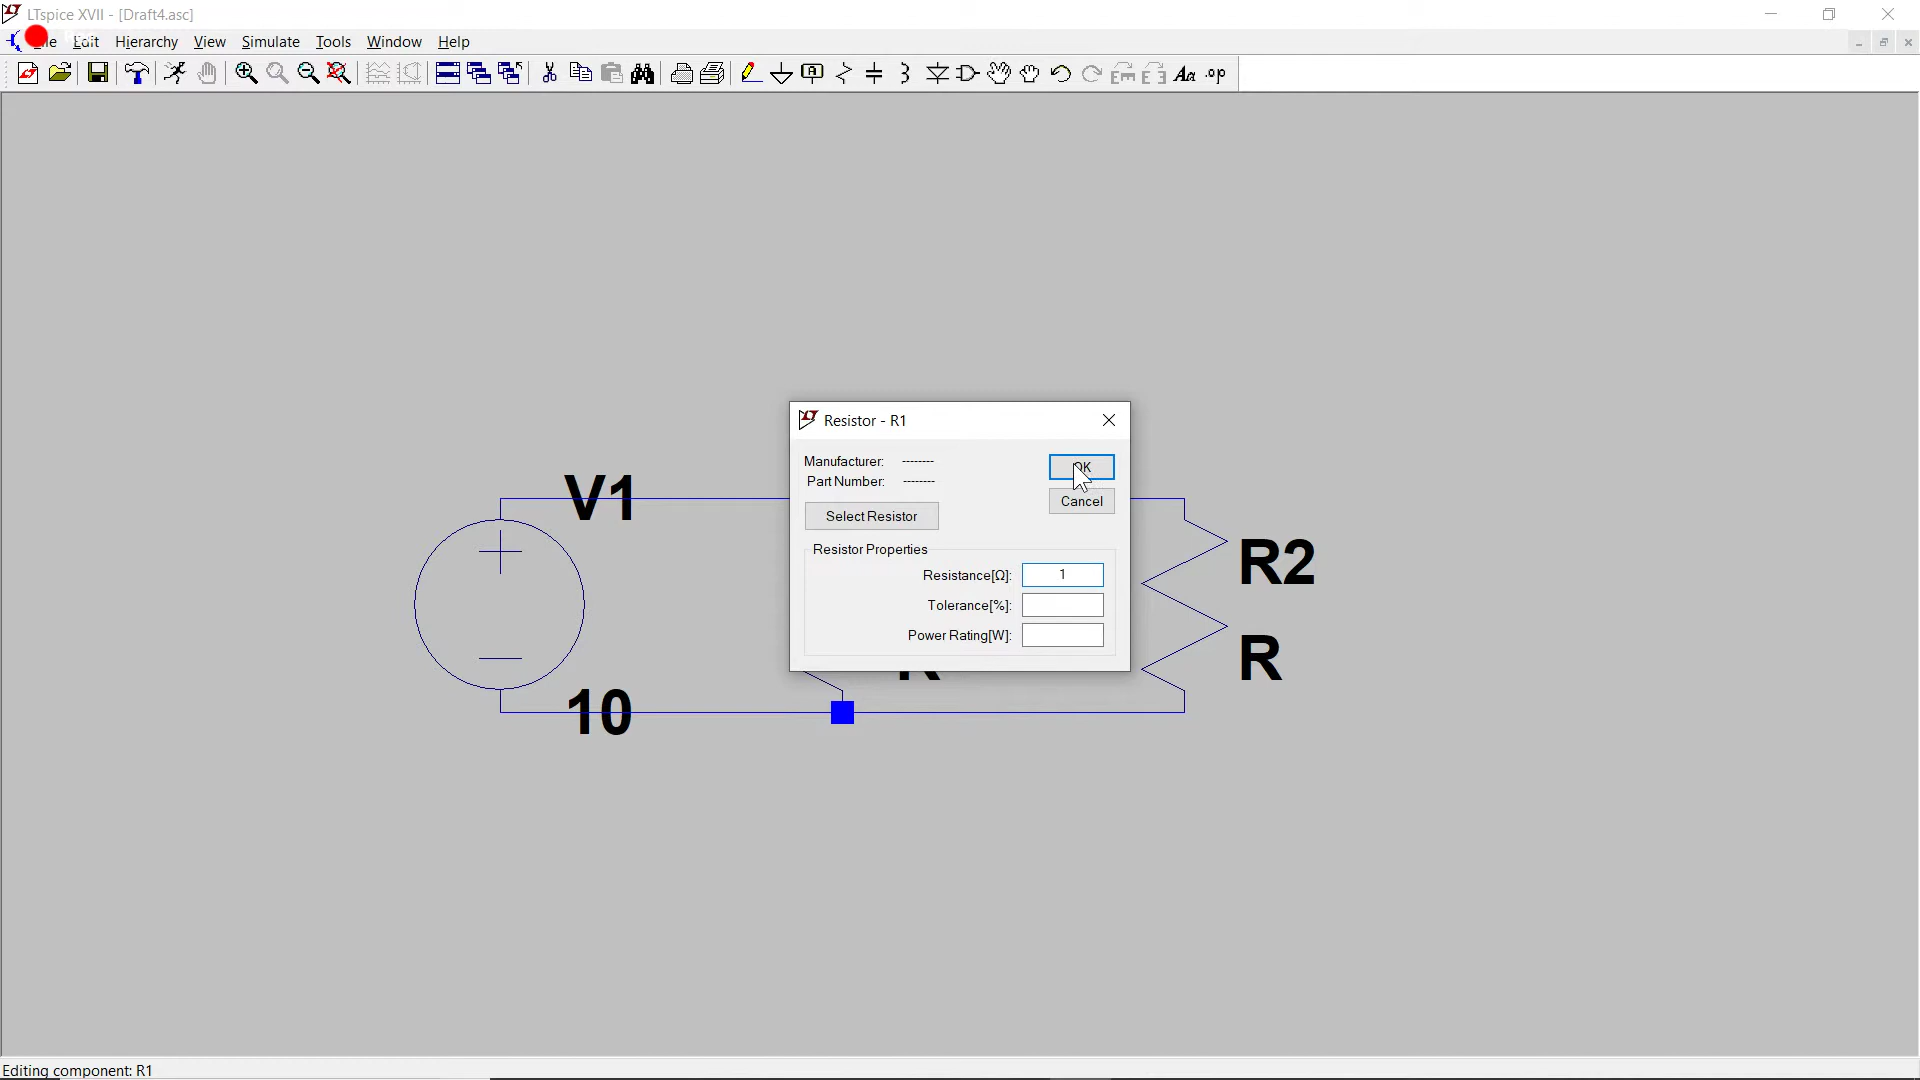 LTspice XVII - [Draft4.asc]
Edit Hierarchy View Simulate Tools Window Help
Resistor - R1
Manufacturer: --------
OK
Part Number: --------
Cancel
Select Resistor
Resistor Properties
Resistance[Ω]: 1
Tolerance[%]:
Power Rating[W]:
V1
10
R2
R
Editing component: R1